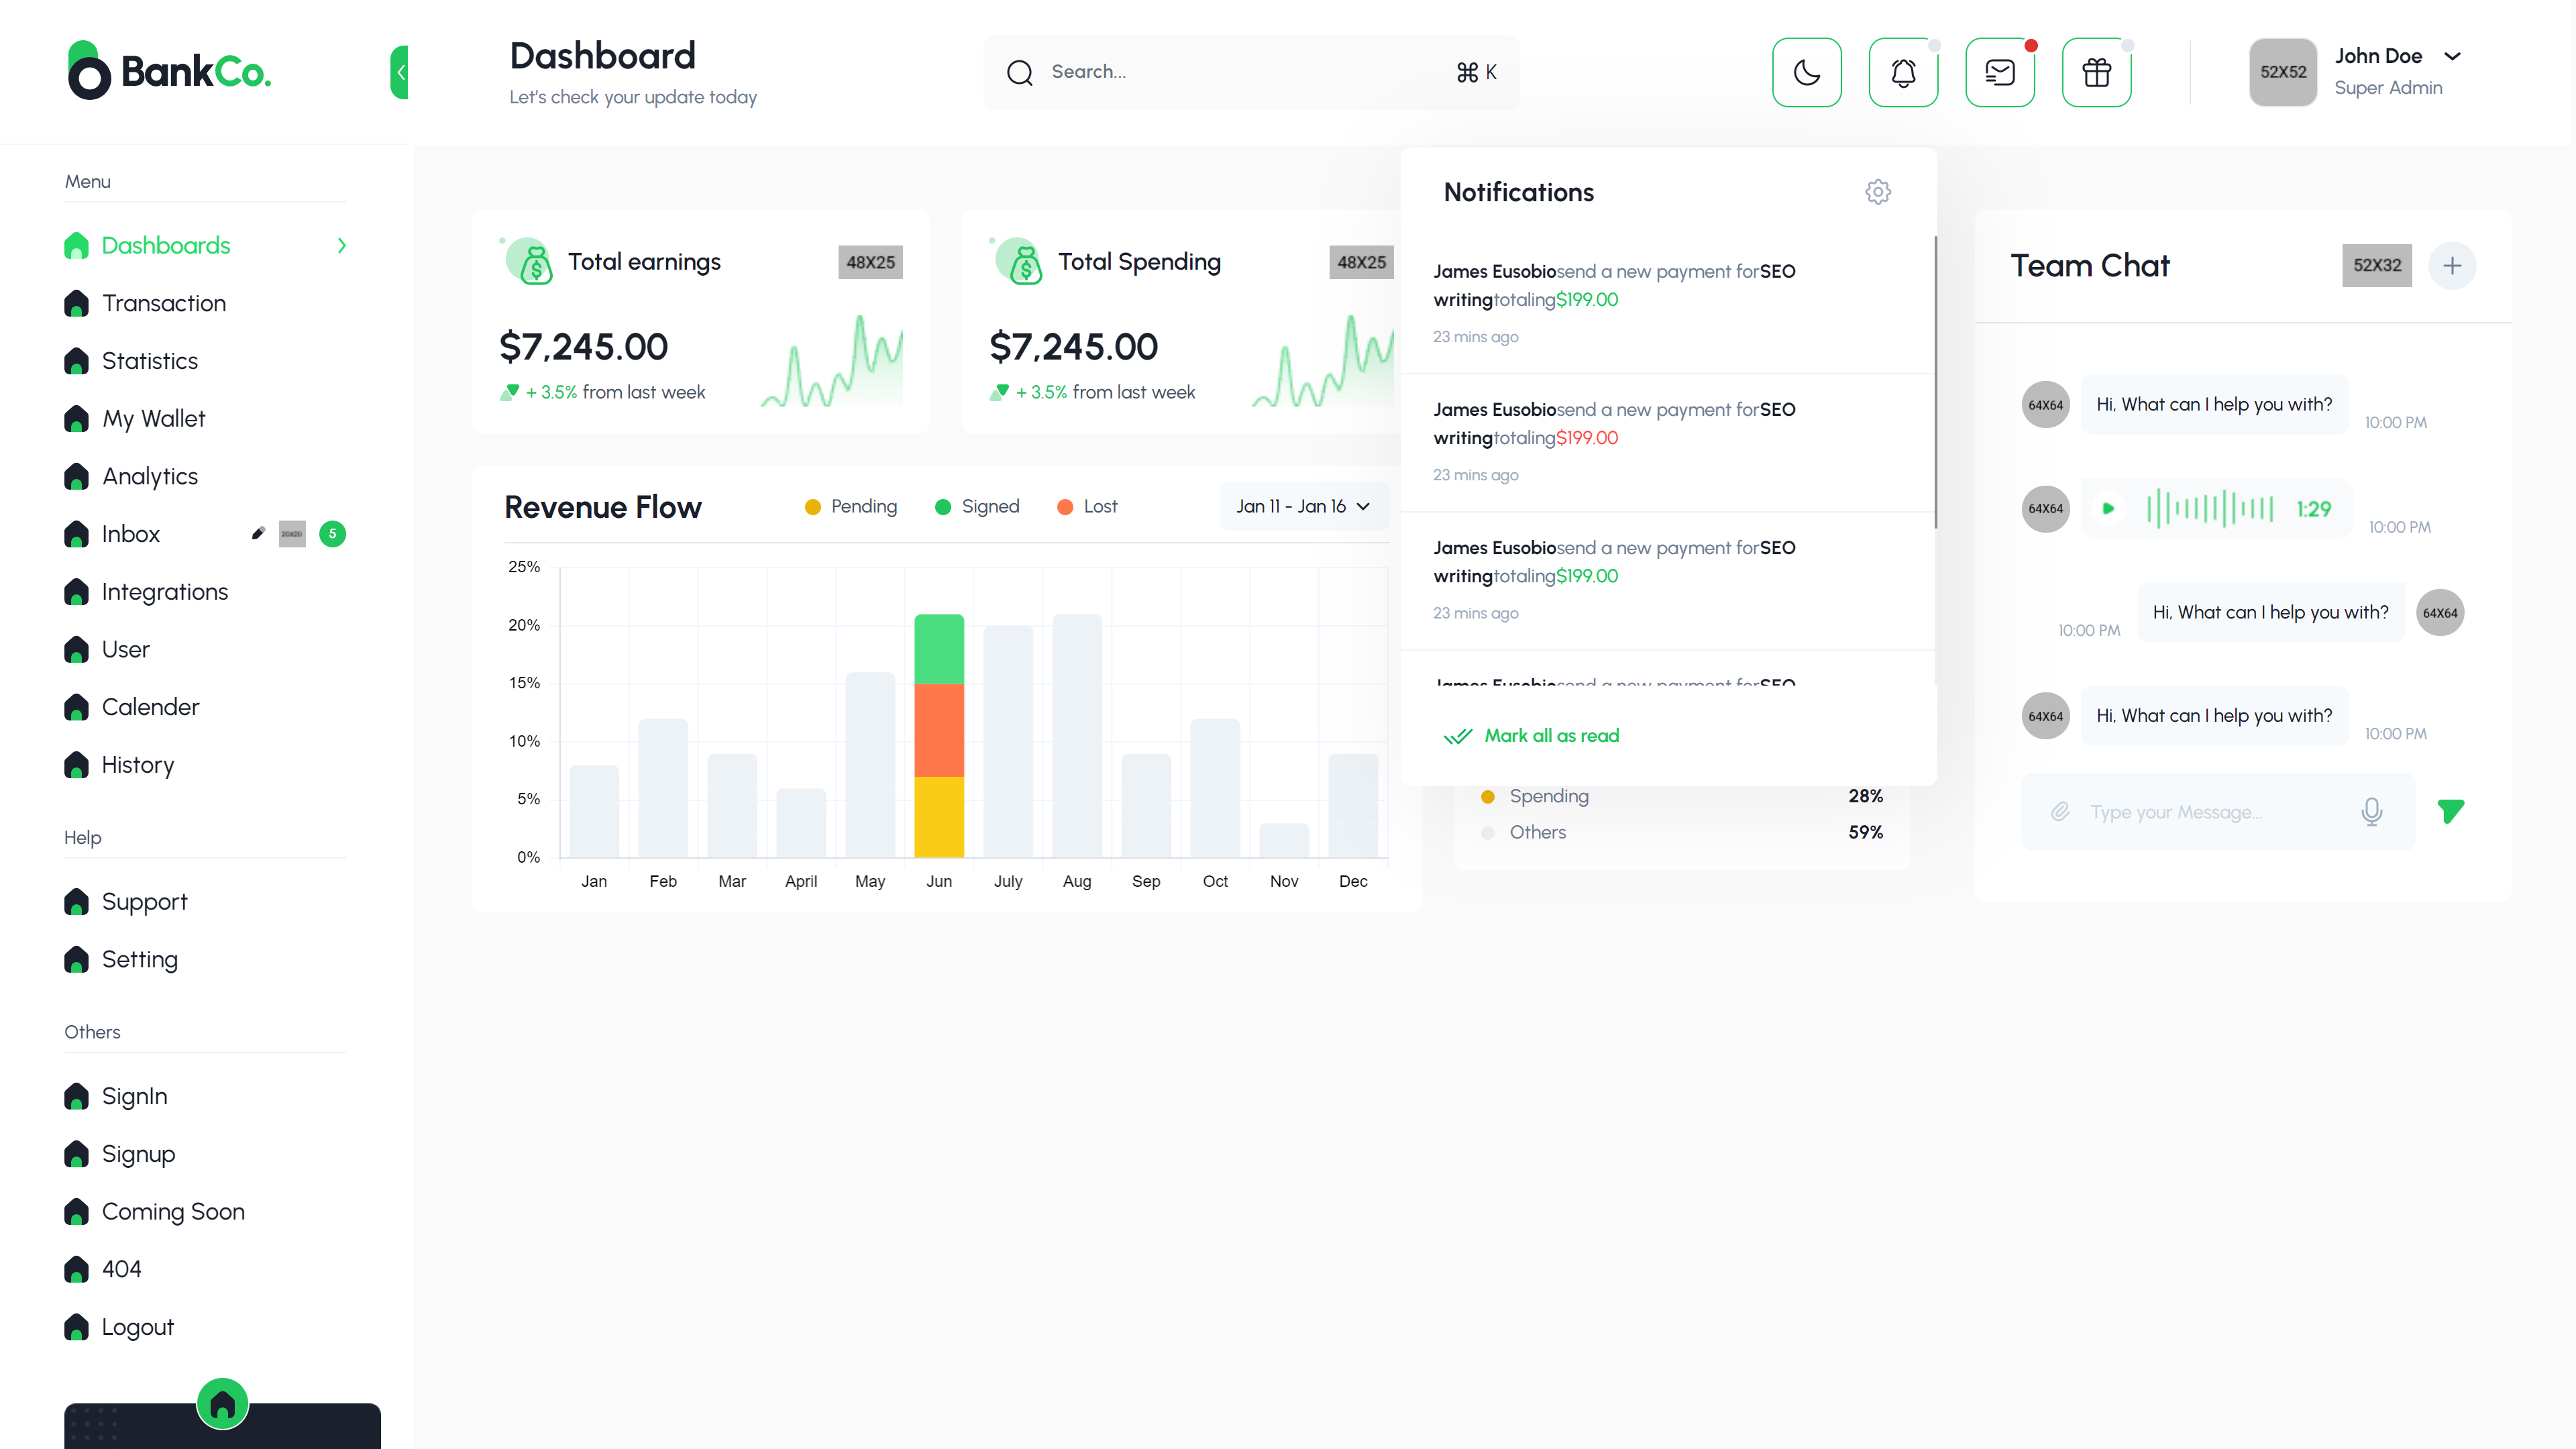 BankCo.
Dashboard
Let's check your update today
Search...
⌘ K
52X52
John Doe
Super Admin
Menu
Dashboards
Transaction
Statistics
My Wallet
Analytics
Inbox
20x20
5
Integrations
User
Calender
History
Help
Support
Setting
Others
SignIn
Signup
Coming Soon
404
Logout
Total earnings
48X25
$7,245.00
+ 3.5% from last week
Total Spending
48X25
$7,245.00
+ 3.5% from last week
Revenue Flow
Pending
Signed
Lost
Jan 11 - Jan 16
25%
20%
15%
10%
5%
0%
Jan
Feb
Mar
April
May
Jun
July
Aug
Sep
Oct
Nov
Dec
Notifications
James Eusobiosend a new payment forSEO
writingtotaling$199.00
23 mins ago
James Eusobiosend a new payment forSEO
writingtotaling$199.00
23 mins ago
James Eusobiosend a new payment forSEO
writingtotaling$199.00
23 mins ago
James Eusobiosend a new payment forSEO
Mark all as read
Spending
28%
Others
59%
Team Chat
52X32
64X64
Hi, What can I help you with?
10:00 PM
64X64
1:29
10:00 PM
10:00 PM
Hi, What can I help you with?
64X64
64X64
Hi, What can I help you with?
10:00 PM
Type your Message...